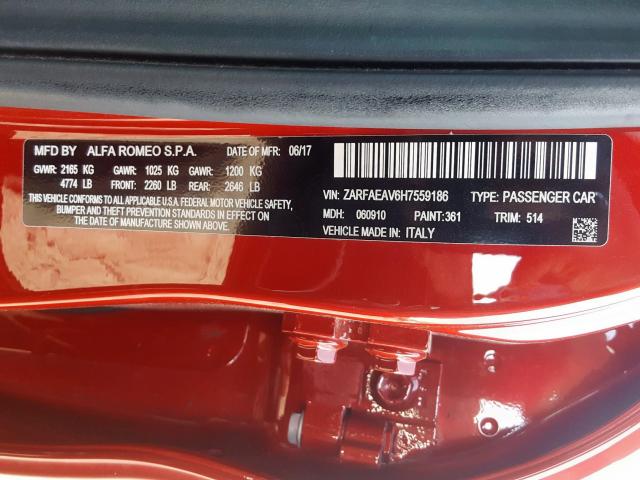 MFD BY ALFA ROMEO S.P.A. DATE OF MFR: 06/17
GVWR: 2165 KG GAWR: 1025 KG GAWR: 1200 KG
4774 LB FRONT: 2260 LB REAR: 2646 LB
THIS VEHICLE CONFORMS TO ALL APPLICABLE U.S.A. FEDERAL MOTOR VEHICLE SAFETY,
BUMPER AND THEFT PREVENTION STANDARDS IN EFFECT ON THE DATE
OF MANUFACTURE SHOWN ABOVE.
VIN: ZARFAEAV6H7559186 TYPE: PASSENGER CAR
MDH: 060910 PAINT: 361 TRIM: 514
VEHICLE MADE IN: ITALY